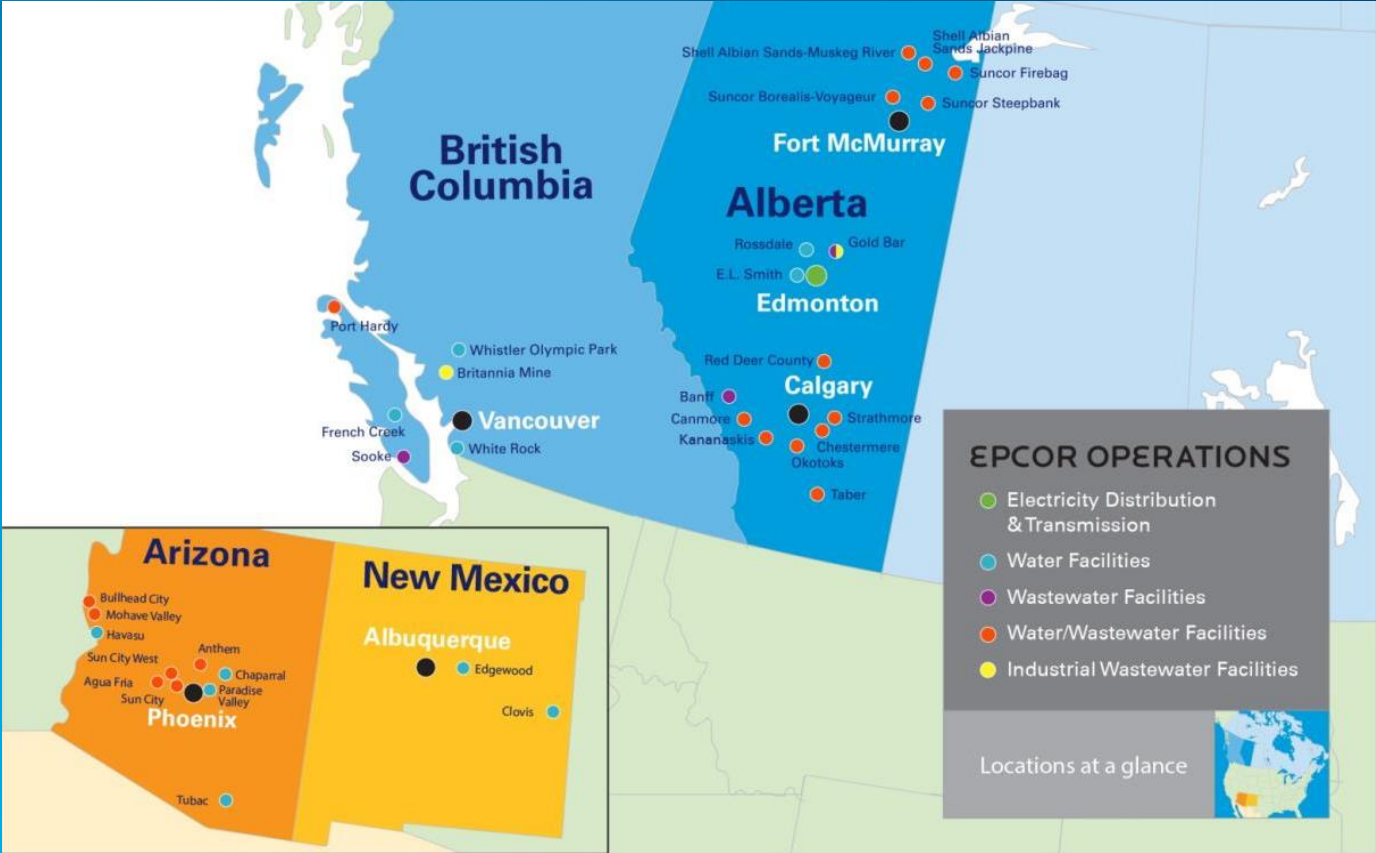 Shell Albian
Sands Jackpine
Shell Albian Sands-Muskeg River
Suncor Firebag
Suncor Borealis-Voyageur
Suncor Steepbank
Fort McMurray
British
Columbia
Alberta
Rossdale
Gold Bar
E.L. Smith
Edmonton
Port Hardy
Whistler Olympic Park
Britannia Mine
Red Deer County
Calgary
Banff
Vancouver
Canmore
Strathmore
French Creek
Kananaskis
Chestermere
White Rock
Sooke
Okotoks
Taber
EPCOR OPERATIONS
Electricity Distribution
& Transmission
Water Facilities
Wastewater Facilities
Water/Wastewater Facilities
Industrial Wastewater Facilities
Locations at a glance
Arizona
New Mexico
Bullhead City
Mohave Valley
Havasu
Albuquerque
Anthem
Sun City West
Edgewood
Chaparral
Agua Fria
Paradise
Valley
Sun City
Phoenix
Clovis
Tubac